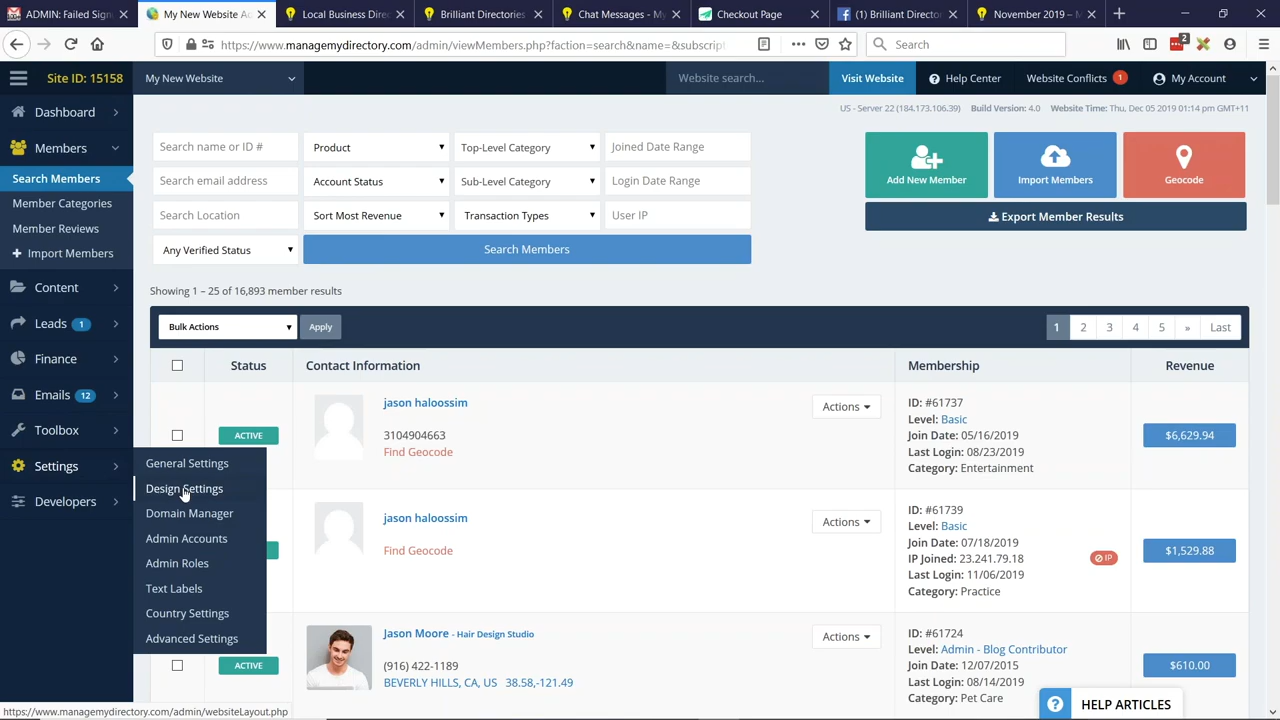 ADMIN: Failed Sign
My New Website Ad
Local Business Dire
Brilliant Directories
Chat Messages - My
Checkout Page
(1) Brilliant Director
November 2019 – M
https://www.managemydirectory.com/admin/viewMembers.php?faction=search&name=&subscript
Search
2
Site ID: 15158
My New Website
Website search...
Visit Website
Help Center
Website Conflicts 1
My Account
US - Server 22 (184.173.106.39) Build Version: 4.0 Website Time: Thu, Dec 05 2019 01:14 pm GMT+11
Dashboard
Members
Search Members
Member Categories
Member Reviews
Import Members
Content
Leads 1
Finance
Emails 12
Toolbox
Settings
Developers
General Settings
Design Settings
Domain Manager
Admin Accounts
Admin Roles
Text Labels
Country Settings
Advanced Settings
Search name or ID #
Product
Top-Level Category
Joined Date Range
Search email address
Account Status
Sub-Level Category
Login Date Range
Search Location
Sort Most Revenue
Transaction Types
User IP
Any Verified Status
Search Members
Add New Member
Import Members
Geocode
Export Member Results
Showing 1 – 25 of 16,893 member results
Bulk Actions
Apply
1 2 3 4 5 » Last
Status
Contact Information
Membership
Revenue
ACTIVE
jason haloossim
3104904663
Find Geocode
Actions
ID: #61737
Level: Basic
Join Date: 05/16/2019
Last Login: 08/23/2019
Category: Entertainment
$6,629.94
jason haloossim
Find Geocode
Actions
ID: #61739
Level: Basic
Join Date: 07/18/2019
IP Joined: 23.241.79.18
Last Login: 11/06/2019
Category: Practice
IP
$1,529.88
ACTIVE
Jason Moore - Hair Design Studio
(916) 422-1189
BEVERLY HILLS, CA, US 38.58,-121.49
Actions
ID: #61724
Level: Admin - Blog Contributor
Join Date: 12/07/2015
Last Login: 08/14/2019
Category: Pet Care
$610.00
? HELP ARTICLES
https://www.managemydirectory.com/admin/websiteLayout.php